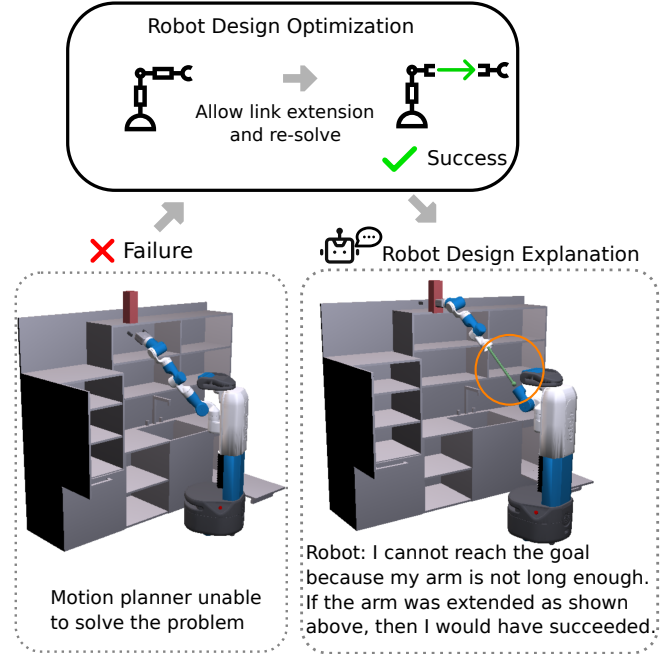 Robot Design Optimization
Allow link extension
and re-solve
Success
Failure
Robot Design Explanation
Motion planner unable
to solve the problem
Robot: I cannot reach the goal
because my arm is not long enough.
If the arm was extended as shown
above, then I would have succeeded.